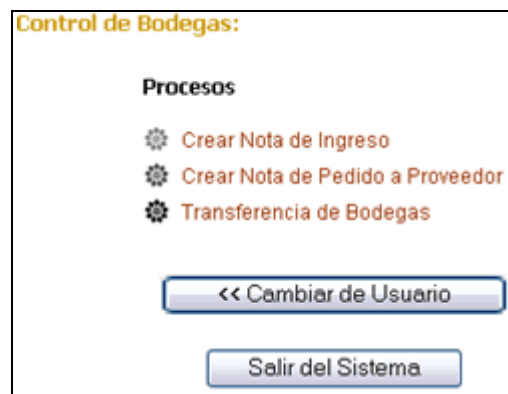 Control de Bodegas:
Procesos
Crear Nota de Ingreso
Crear Nota de Pedido a Proveedor
Transferencia de Bodegas
<< Cambiar de Usuario
Salir del Sistema